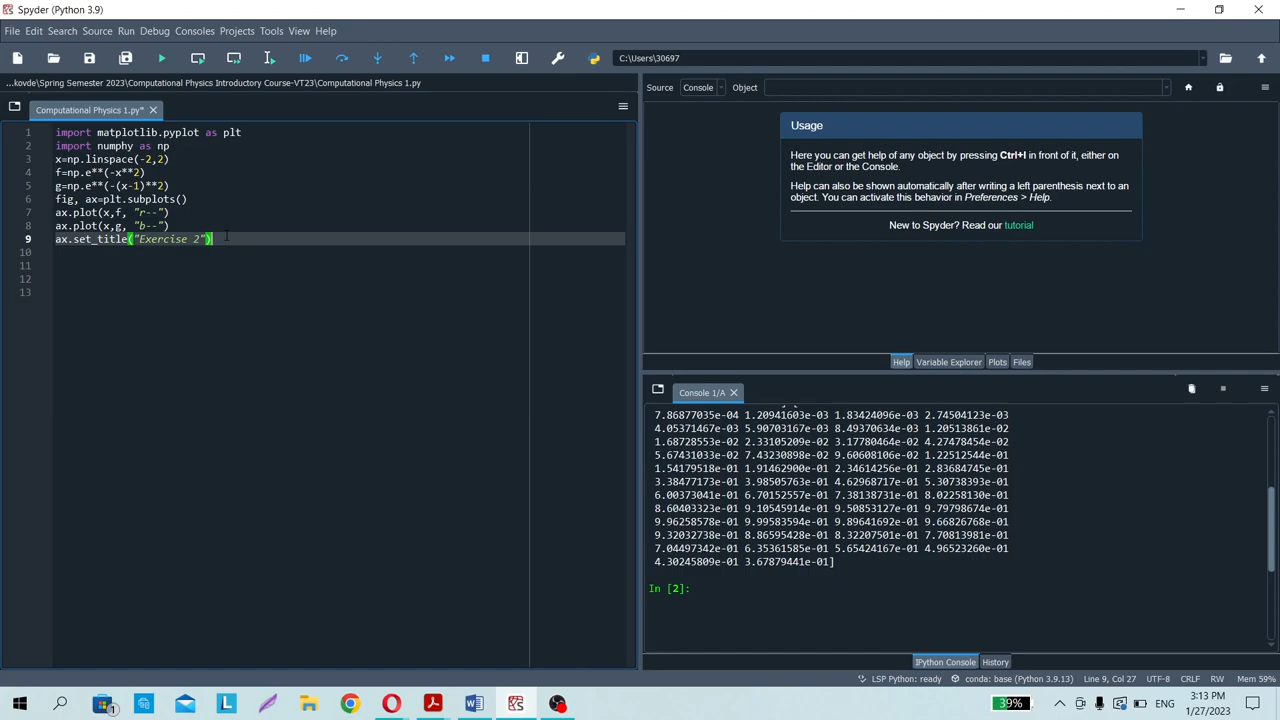 Spyder (Python 3.9)
File Edit Search Source Run Debug Consoles Projects Tools View Help
C:\Users\30697
...kovde\Spring Semester 2023\Computational Physics Introductory Course-VT23\Computational Physics 1.py
Source Console Object
Computational Physics 1.py*
1 import matplotlib.pyplot as plt
2 import numphy as np
3 x=np.linspace(-2,2)
4 f=np.e**(-x**2)
5 g=np.e**(-(x-1)**2)
6 fig, ax=plt.subplots()
7 ax.plot(x,f, "r--")
8 ax.plot(x,g, "b--")
9 ax.set_title("Exercise 2")
10
11
12
13
Usage
Here you can get help of any object by pressing Ctrl+I in front of it, either on
the Editor or the Console.
Help can also be shown automatically after writing a left parenthesis next to an
object. You can activate this behavior in Preferences > Help.
New to Spyder? Read our tutorial
Help Variable Explorer Plots Files
Console 1/A
7.86877035e-04 1.20941603e-03 1.83424096e-03 2.74504123e-03
4.05371467e-03 5.90703167e-03 8.49370634e-03 1.20513861e-02
1.68728553e-02 2.33105209e-02 3.17780464e-02 4.27478454e-02
5.67431033e-02 7.43230898e-02 9.60608106e-02 1.22512544e-01
1.54179518e-01 1.91462900e-01 2.34614256e-01 2.83684745e-01
3.38477173e-01 3.98505763e-01 4.62968717e-01 5.30738393e-01
6.00373041e-01 6.70152557e-01 7.38138731e-01 8.02258130e-01
8.60403323e-01 9.10545914e-01 9.50853127e-01 9.79798674e-01
9.96258578e-01 9.99583594e-01 9.89641692e-01 9.66826768e-01
9.32032738e-01 8.86595428e-01 8.32207501e-01 7.70813981e-01
7.04497342e-01 6.35361585e-01 5.65424167e-01 4.96523260e-01
4.30245809e-01 3.67879441e-01]
In [2]:
IPython Console History
LSP Python: ready conda: base (Python 3.9.13) Line 9, Col 27 UTF-8 CRLF RW Mem 59%
39% ENG 3:13 PM
1/27/2023